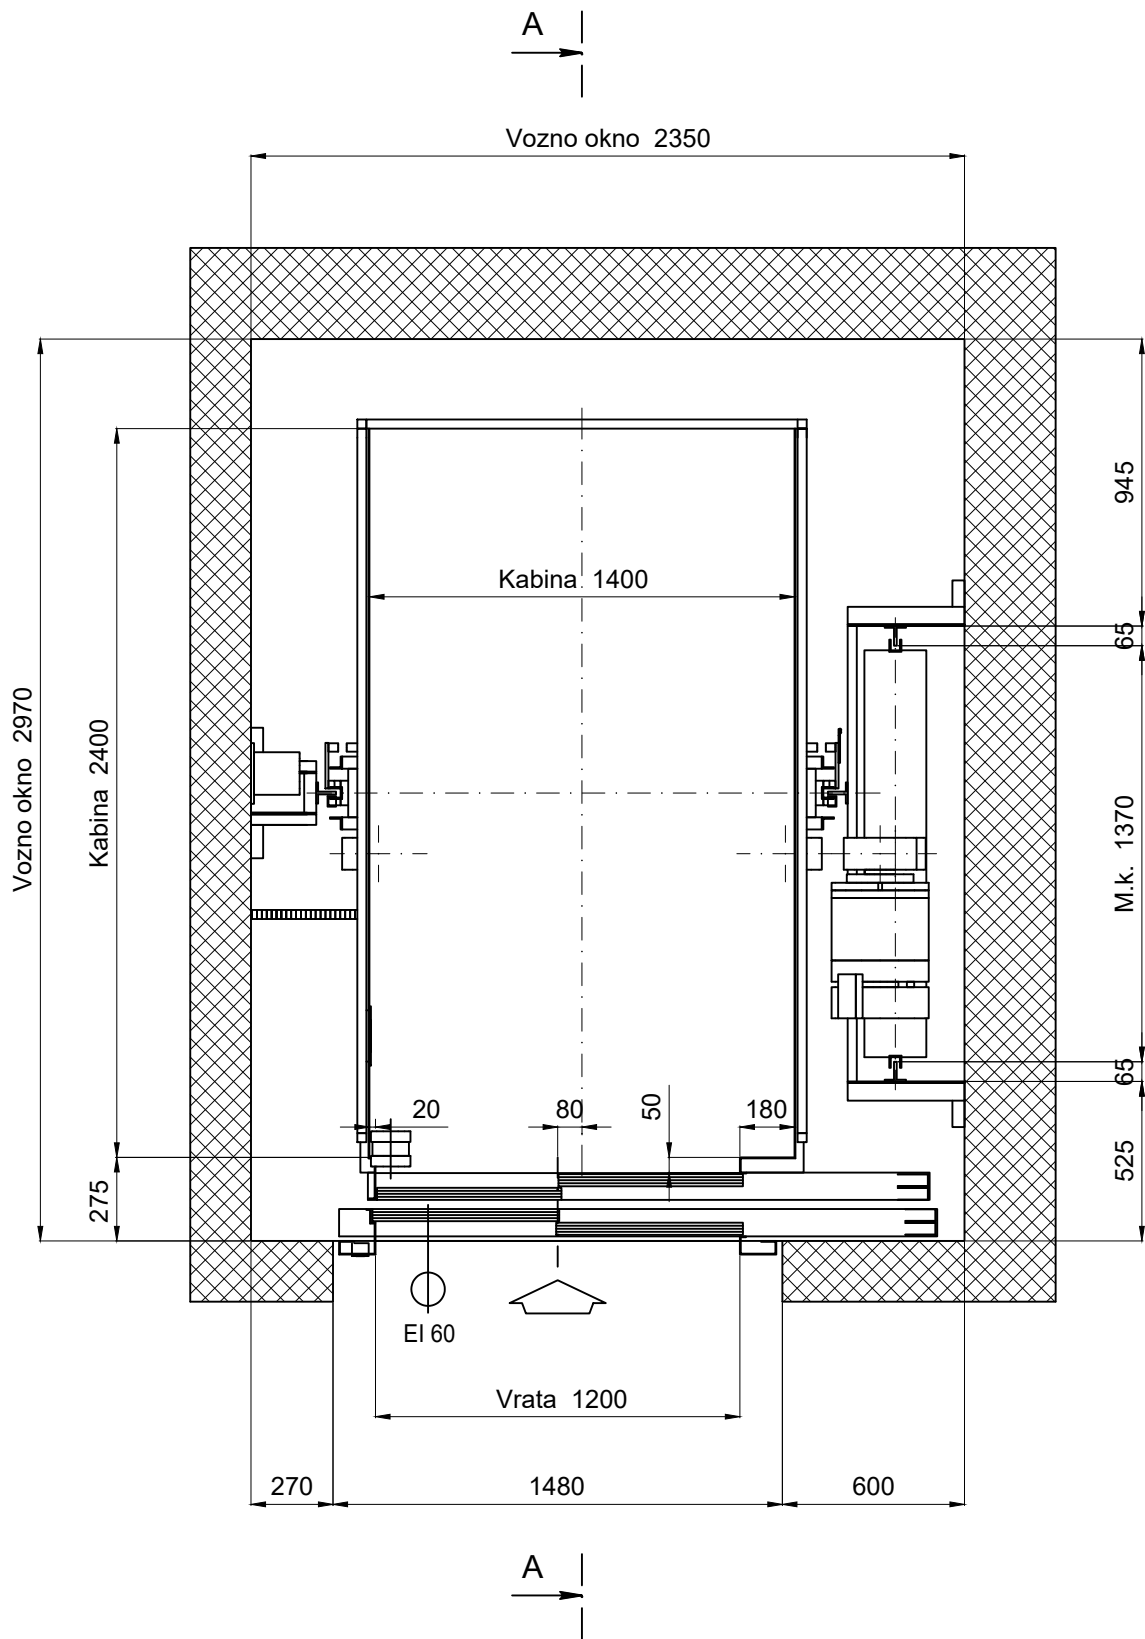 A
Vozno okno 2350
945
Kabina 1400
65
Vozno okno 2970
Kabina 2400
M.k. 1370
65
20
80
50
180
275
525
EI 60
Vrata 1200
270
1480
600
A